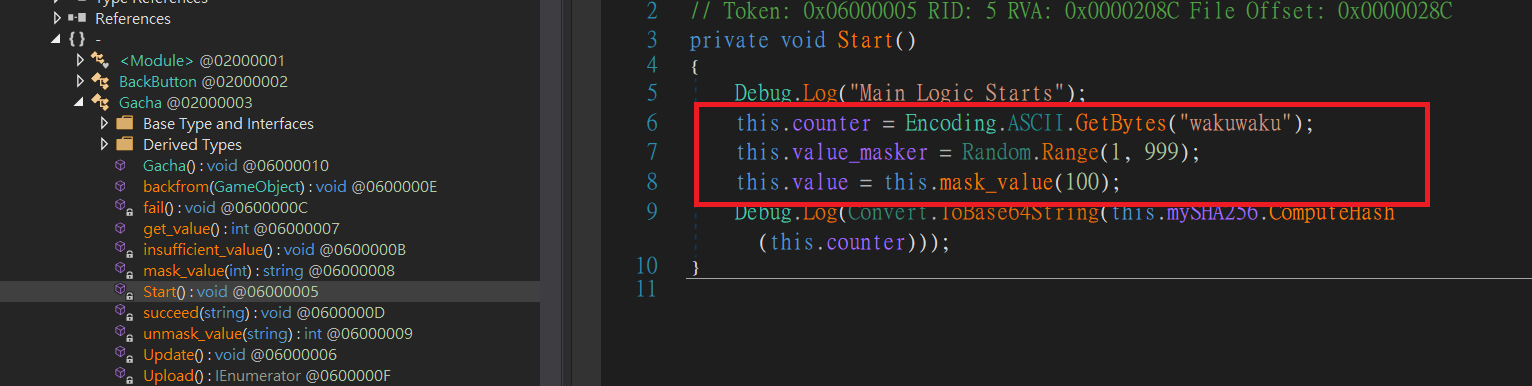 Type References
References
{ } -
<Module> @02000001
BackButton @02000002
Gacha @02000003
Base Type and Interfaces
Derived Types
Gacha() : void @06000010
backfrom(GameObject) : void @0600000E
fail() : void @0600000C
get_value() : int @06000007
insufficient_value() : void @0600000B
mask_value(int) : string @06000008
Start() : void @06000005
succeed(string) : void @0600000D
unmask_value(string) : int @06000009
Update() : void @06000006
Upload() : IEnumerator @0600000F
2 // Token: 0x06000005 RID: 5 RVA: 0x0000208C File Offset: 0x0000028C
3 private void Start()
4 {
5 Debug.Log("Main Logic Starts");
6 this.counter = Encoding.ASCII.GetBytes("wakuwaku");
7 this.value_masker = Random.Range(1, 999);
8 this.value = this.mask_value(100);
9 Debug.Log(Convert.ToBase64String(this.mySHA256.ComputeHash
(this.counter)));
10 }
11